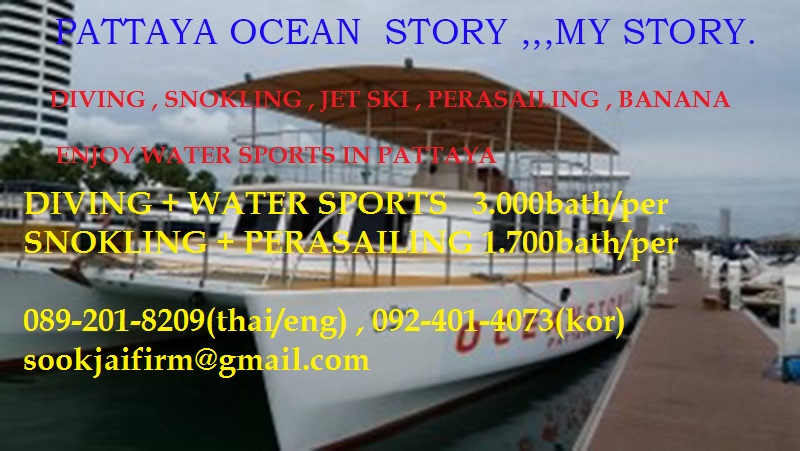 PATTAYA OCEAN STORY ,,,MY STORY.
DIVING , SNOKLING , JET SKI , PERASAILING , BANANA
ENJOY WATER SPORTS IN PATTAYA
DIVING + WATER SPORTS 3.000bath/per
SNOKLING + PERASAILING 1.700bath/per
089-201-8209(thai/eng) , 092-401-4073(kor)
OCEAN STORY
sookjaifirm@gmail.com